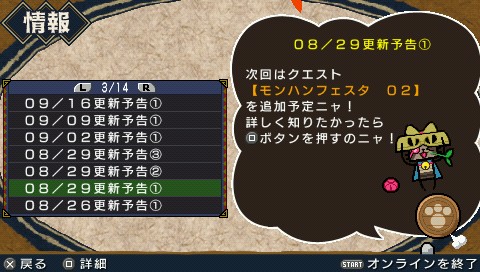 情報
L 3/14 R
09/16更新予告①
09/09更新予告①
09/02更新予告①
08/29更新予告③
08/29更新予告②
08/29更新予告①
08/26更新予告①
08/29更新予告①
次回はクエスト
【モンハンフェスタ 02】
を追加予定ニャ!
詳しく知りたかったら
□ボタンを押すのニャ!
×戻る □詳細
START オンラインを終了